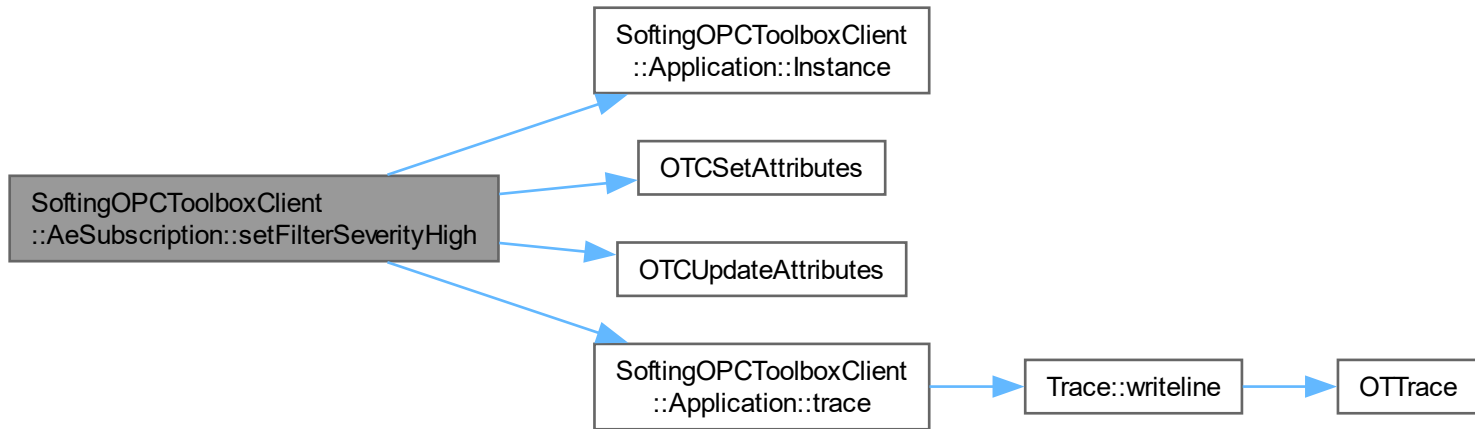 SoftingOPCToolboxClient
::Application::Instance
OTCSetAttributes
SoftingOPCToolboxClient
::AeSubscription::setFilterSeverityHigh
OTCUpdateAttributes
SoftingOPCToolboxClient
::Application::trace
Trace::writeline
OTTrace